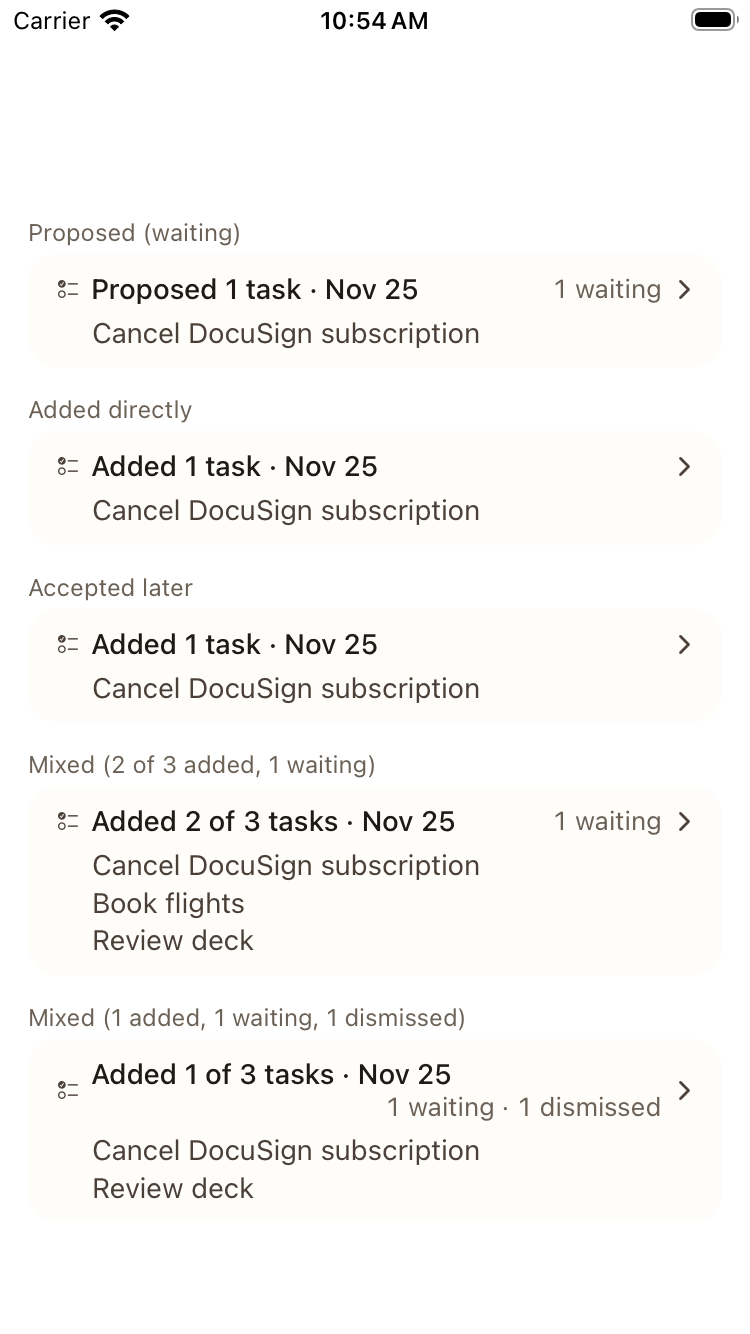 Carrier 10:54 AM
Proposed (waiting)
Proposed 1 task · Nov 25 1 waiting
Cancel DocuSign subscription
Added directly
Added 1 task · Nov 25
Cancel DocuSign subscription
Accepted later
Added 1 task · Nov 25
Cancel DocuSign subscription
Mixed (2 of 3 added, 1 waiting)
Added 2 of 3 tasks · Nov 25 1 waiting
Cancel DocuSign subscription
Book flights
Review deck
Mixed (1 added, 1 waiting, 1 dismissed)
Added 1 of 3 tasks · Nov 25
1 waiting · 1 dismissed
Cancel DocuSign subscription
Review deck